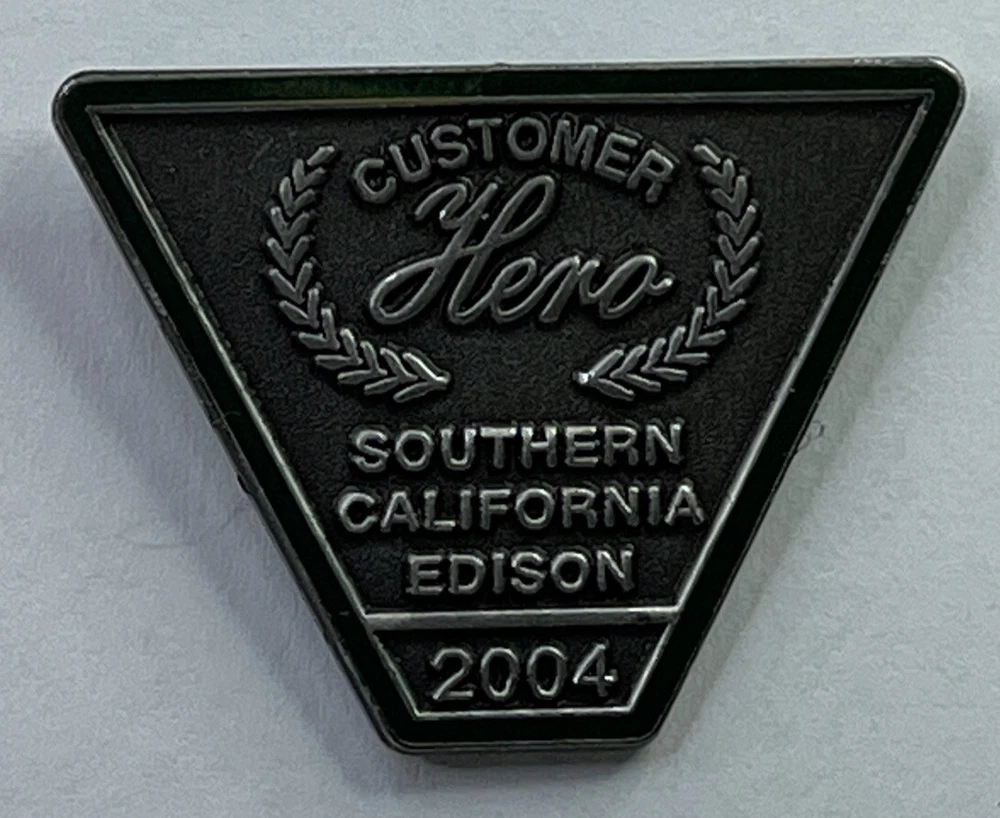 CUSTOMER
Hero
SOUTHERN
CALIFORNIA
EDISON
2004